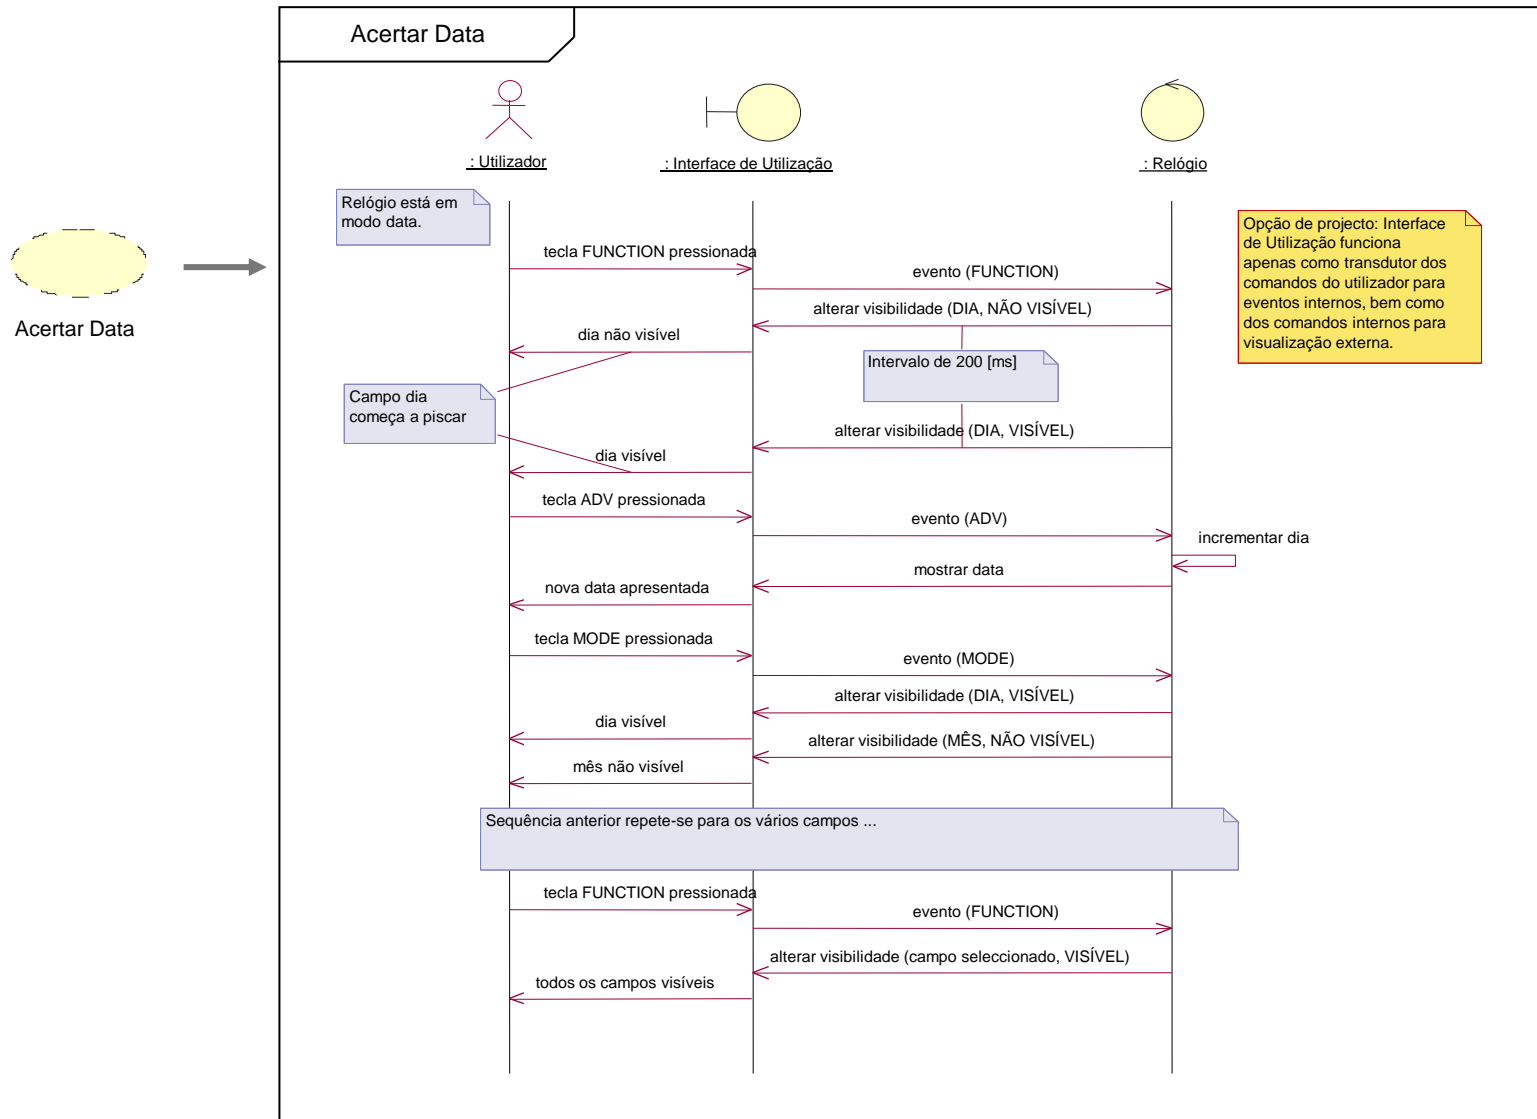 Acertar Data
: Utilizador
: Interface de Utilização
: Relógio
Relógio está em
modo data.
Opção de projecto: Interface
de Utilização funciona
apenas como transdutor dos
comandos do utilizador para
eventos internos, bem como
dos comandos internos para
visualização externa.
tecla FUNCTION pressionada
evento (FUNCTION)
alterar visibilidade (DIA, NÃO VISÍVEL)
Acertar Data
dia não visível
Intervalo de 200 [ms]
Campo dia
começa a piscar
alterar visibilidade (DIA, VISÍVEL)
dia visível
tecla ADV pressionada
evento (ADV)
incrementar dia
mostrar data
nova data apresentada
tecla MODE pressionada
evento (MODE)
alterar visibilidade (DIA, VISÍVEL)
dia visível
alterar visibilidade (MÊS, NÃO VISÍVEL)
mês não visível
Sequência anterior repete-se para os vários campos ...
tecla FUNCTION pressionada
evento (FUNCTION)
alterar visibilidade (campo seleccionado, VISÍVEL)
todos os campos visíveis